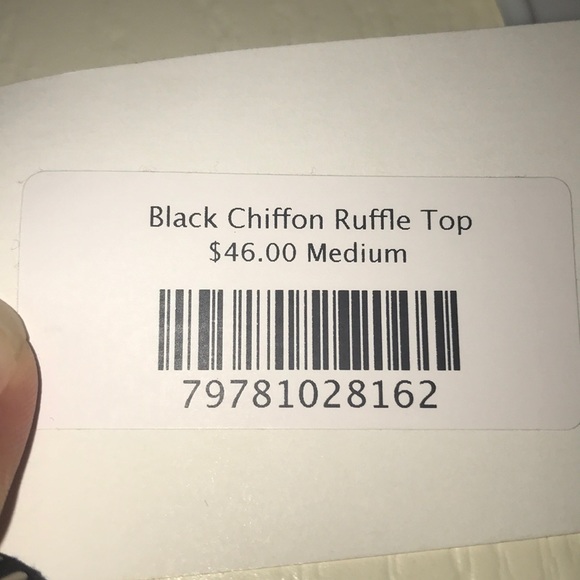 Black Chiffon Ruffle Top
$46.00 Medium
79781028162